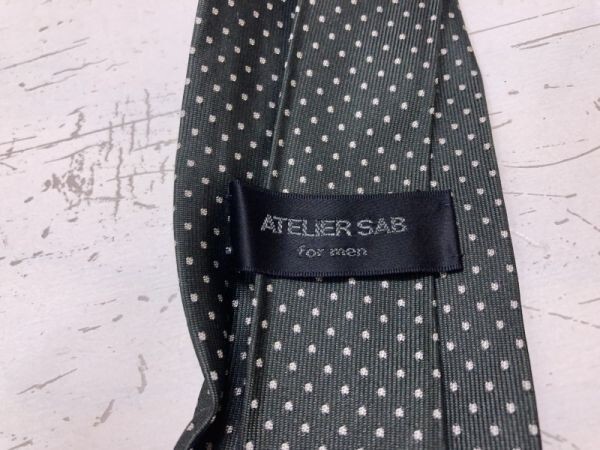 ATELIER SAB
for men